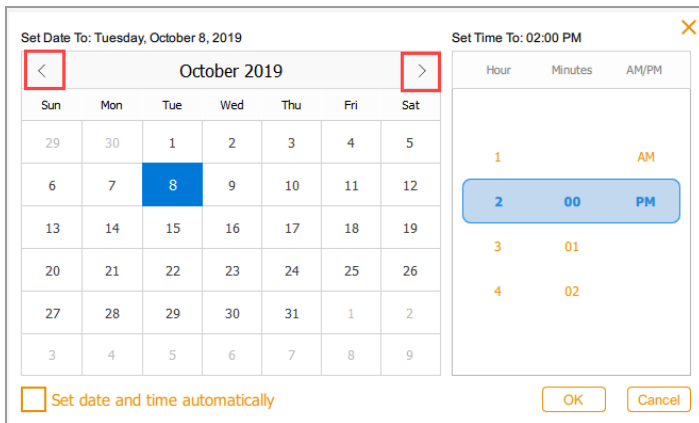 Set Date To: Tuesday, October 8, 2019
October 2019
Sun Mon Tue Wed Thu Fri Sat
29 30 1 2 3 4 5
6 7 8 9 10 11 12
13 14 15 16 17 18 19
20 21 22 23 24 25 26
27 28 29 30 31 1 2
3 4 5 6 7 8 9
Set date and time automatically
Set Time To: 02:00 PM
Hour Minutes AM/PM
1 AM
2 00 PM
3 01
4 02
OK Cancel